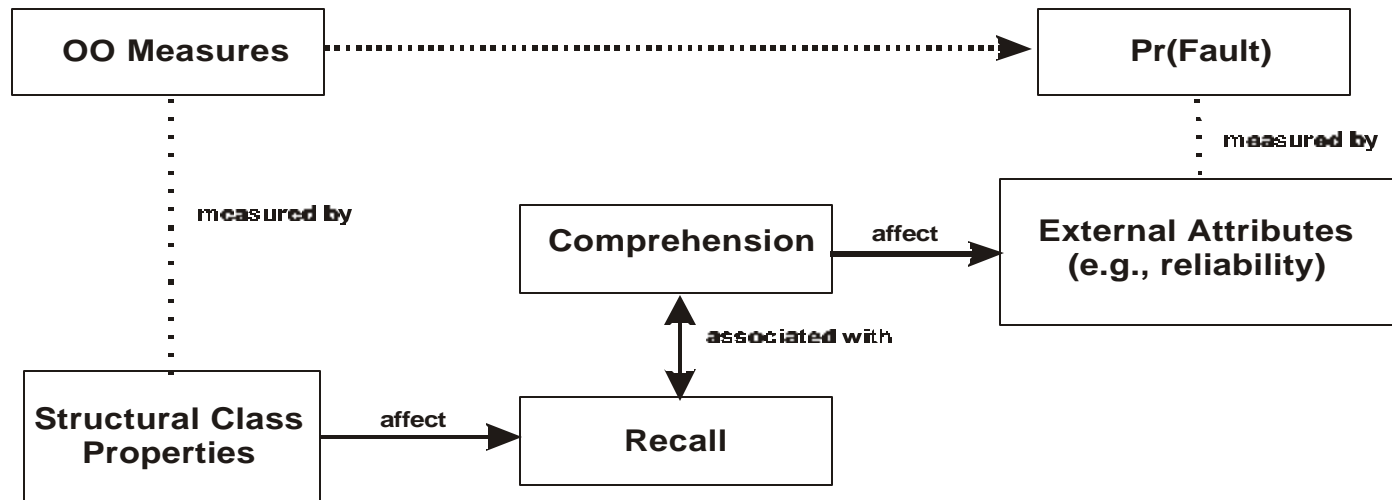 OO Measures
Pr(Fault)
measured by
measured by
Comprehension
affect
External Attributes
(e.g., reliability)
associated with
Structural Class
Properties
affect
Recall